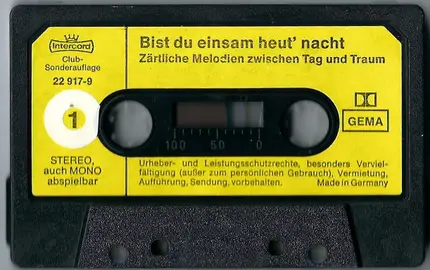 Intercord
Club-
Sonderauflage
22 917-9
Bist du einsam heut' nacht
Zärtliche Melodien zwischen Tag und Traum
1
GEMA
100 50 0
STEREO,
auch MONO
abspielbar
Urheber- und Leistungsschutzrechte, besonders Verviel-
fältigung (außer zum persönlichen Gebrauch), Vermietung,
Aufführung, Sendung, vorbehalten. Made in Germany